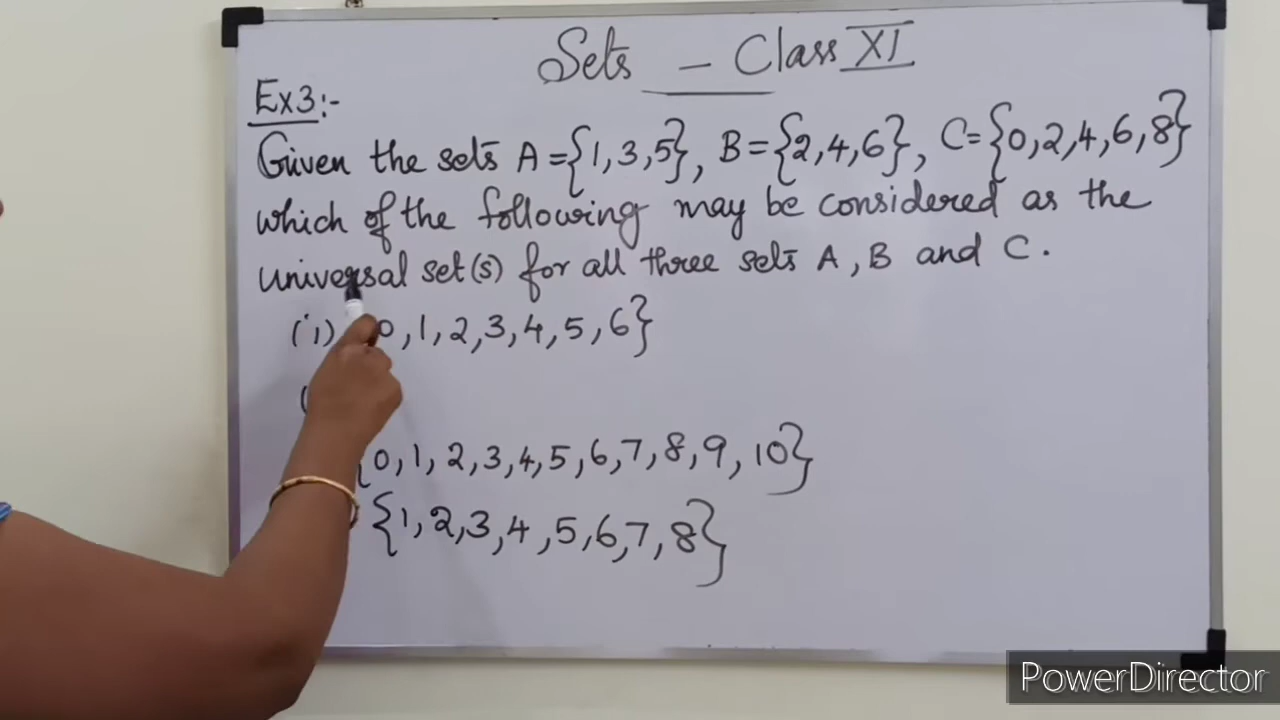 Sets - Class XI
Ex3:-
Given the sets A={1,3,5}, B={2,4,6}, C={0,2,4,6,8}
which of the following may be considered as the
universal set(s) for all three sets A, B and C.
(i) 0,1,2,3,4,5,6}
{0,1,2,3,4,5,6,7,8,9,10}
{1,2,3,4,5,6,7,8}
PowerDirector